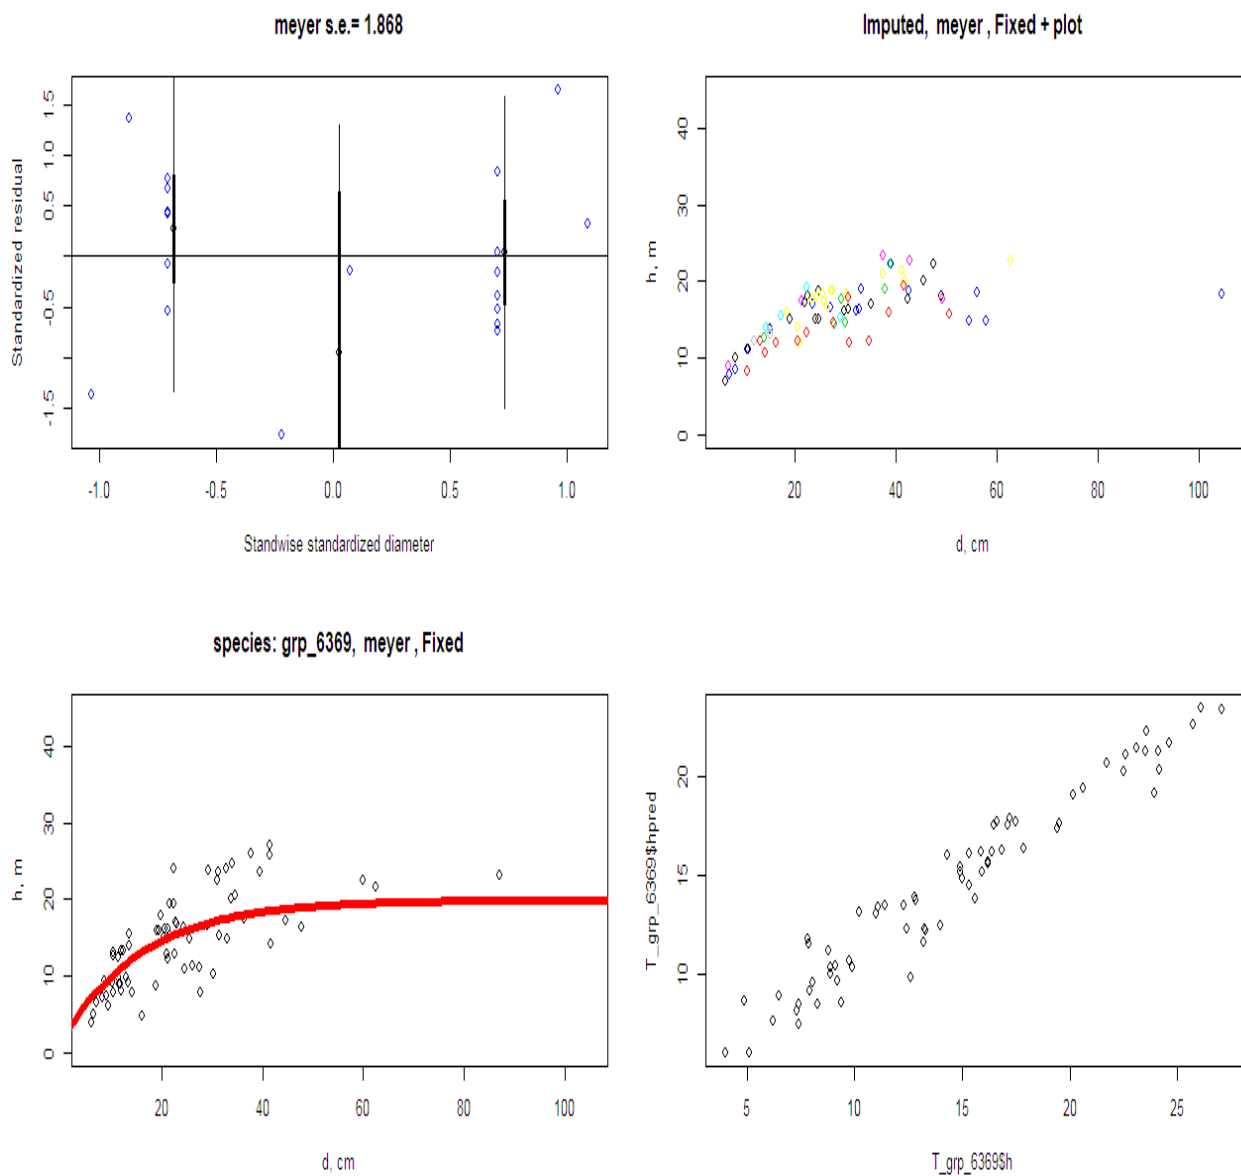 meyer s.e.= 1.868
Standardized residual
1.5
1.0
0.5
-0.5
-1.5
-1.0 -0.5 0.0 0.5 1.0
Standwise standardized diameter
Imputed, meyer , Fixed + plot
h, m
40
30
20
10
0
20 40 60 80 100
d, cm
species: grp_6369, meyer , Fixed
h, m
40
30
20
10
0
20 40 60 80 100
d, cm
T_grp_6369$hpred
20
15
10
5 10 15 20 25
T_grp_6369$h